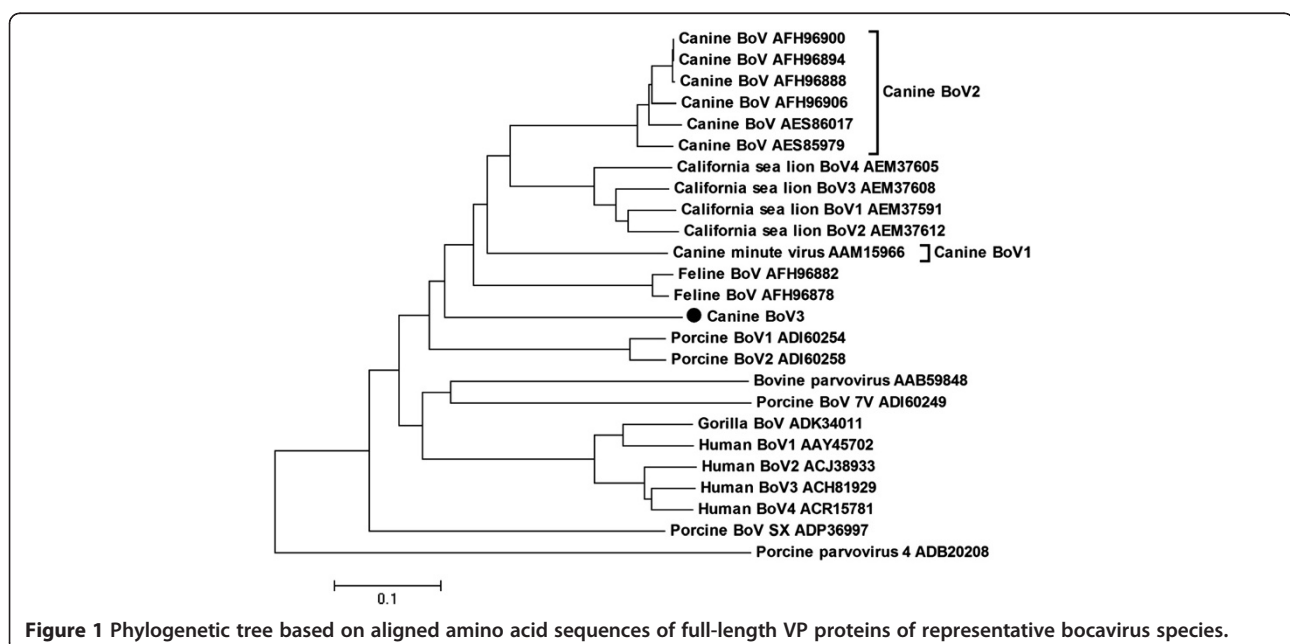 Canine BoV AFH96900
Canine BoV AFH96894
Canine BoV AFH96888
Canine BoV AFH96906
Canine BoV AES86017
Canine BoV AES85979
Canine BoV2
California sea lion BoV4 AEM37605
California sea lion BoV3 AEM37608
California sea lion BoV1 AEM37591
California sea lion BoV2 AEM37612
Canine minute virus AAM15966
Canine BoV1
Feline BoV AFH96882
Feline BoV AFH96878
Canine BoV3
Porcine BoV1 ADI60254
Porcine BoV2 ADI60258
Bovine parvovirus AAB59848
Porcine BoV 7V ADI60249
Gorilla BoV ADK34011
Human BoV1 AAY45702
Human BoV2 ACJ38933
Human BoV3 ACH81929
Human BoV4 ACR15781
Porcine BoV SX ADP36997
Porcine parvovirus 4 ADB20208
0.1
Figure 1 Phylogenetic tree based on aligned amino acid sequences of full-length VP proteins of representative bocavirus species.